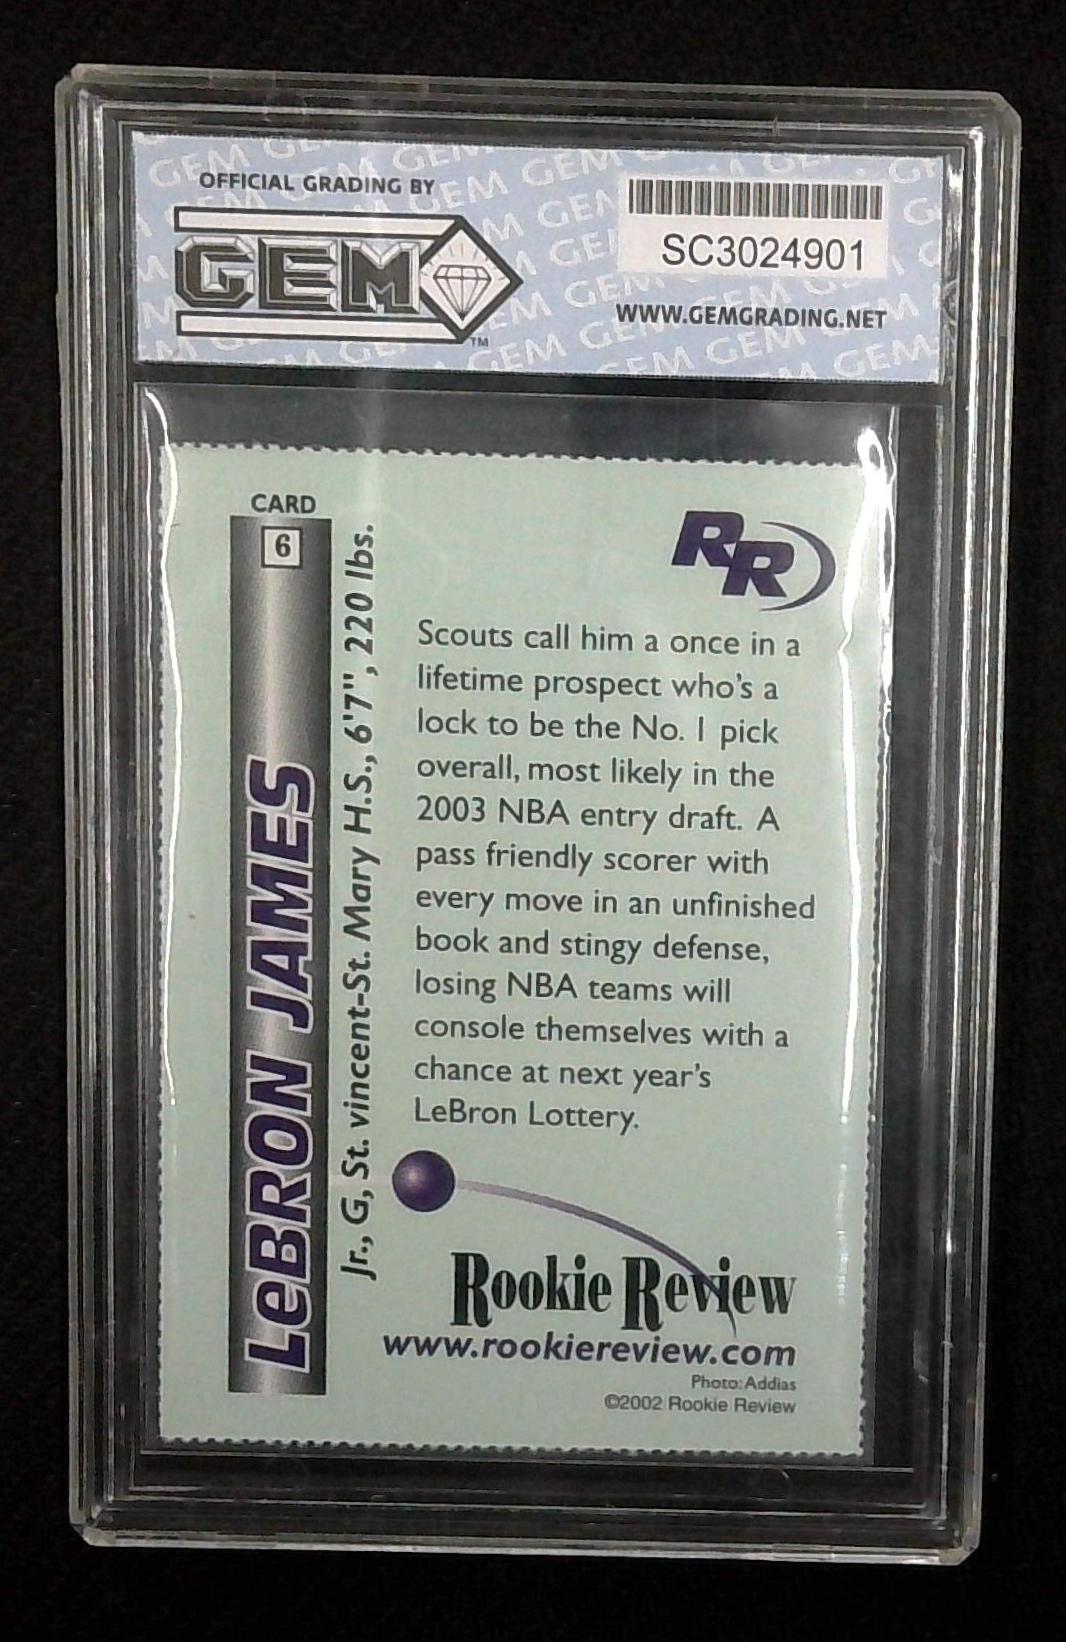 OFFICIAL GRADING BY
GEM
TM
SC3024901
WWW.GEMGRADING.NET
CARD
6
LeBRON JAMES
Jr., G, St. vincent-St. Mary H.S., 6'7", 220 lbs.
RR
Scouts call him a once in a
lifetime prospect who's a
lock to be the No. 1 pick
overall, most likely in the
2003 NBA entry draft. A
pass friendly scorer with
every move in an unfinished
book and stingy defense,
losing NBA teams will
console themselves with a
chance at next year's
LeBron Lottery.
Rookie Review
www.rookiereview.com
Photo: Addias
©2002 Rookie Review